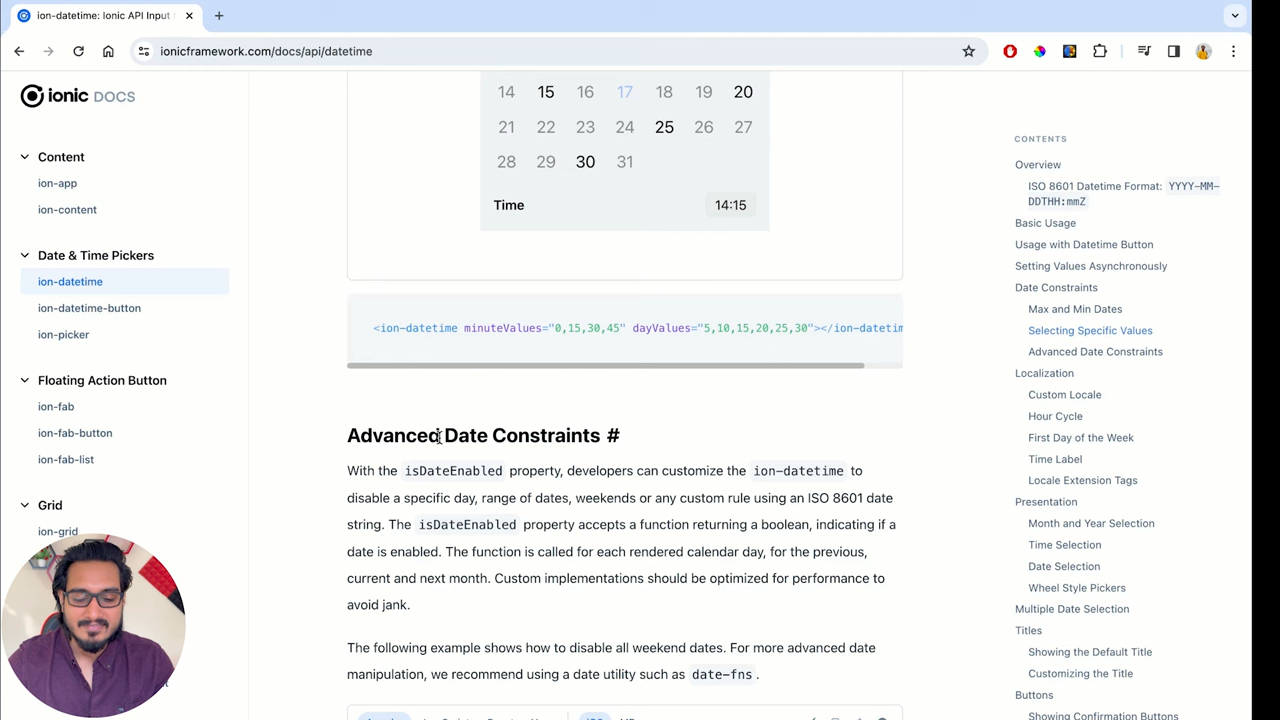 ion-datetime: Ionic API Input
ionicframework.com/docs/api/datetime
ionic DOCS
Content
ion-app
ion-content
Date & Time Pickers
ion-datetime
ion-datetime-button
ion-picker
Floating Action Button
ion-fab
ion-fab-button
ion-fab-list
Grid
ion-grid
14 15 16 17 18 19 20
21 22 23 24 25 26 27
28 29 30 31
Time 14:15
<ion-datetime minuteValues="0,15,30,45" dayValues="5,10,15,20,25,30"></ion-datetim
Advanced Date Constraints #
With the isDateEnabled property, developers can customize the ion-datetime to
disable a specific day, range of dates, weekends or any custom rule using an ISO 8601 date
string. The isDateEnabled property accepts a function returning a boolean, indicating if a
date is enabled. The function is called for each rendered calendar day, for the previous,
current and next month. Custom implementations should be optimized for performance to
avoid jank.
The following example shows how to disable all weekend dates. For more advanced date
manipulation, we recommend using a date utility such as date-fns.
CONTENTS
Overview
ISO 8601 Datetime Format: YYYY-MM-
DDTHH:mmZ
Basic Usage
Usage with Datetime Button
Setting Values Asynchronously
Date Constraints
Max and Min Dates
Selecting Specific Values
Advanced Date Constraints
Localization
Custom Locale
Hour Cycle
First Day of the Week
Time Label
Locale Extension Tags
Presentation
Month and Year Selection
Time Selection
Date Selection
Wheel Style Pickers
Multiple Date Selection
Titles
Showing the Default Title
Customizing the Title
Buttons
Showing Confirmation Buttons